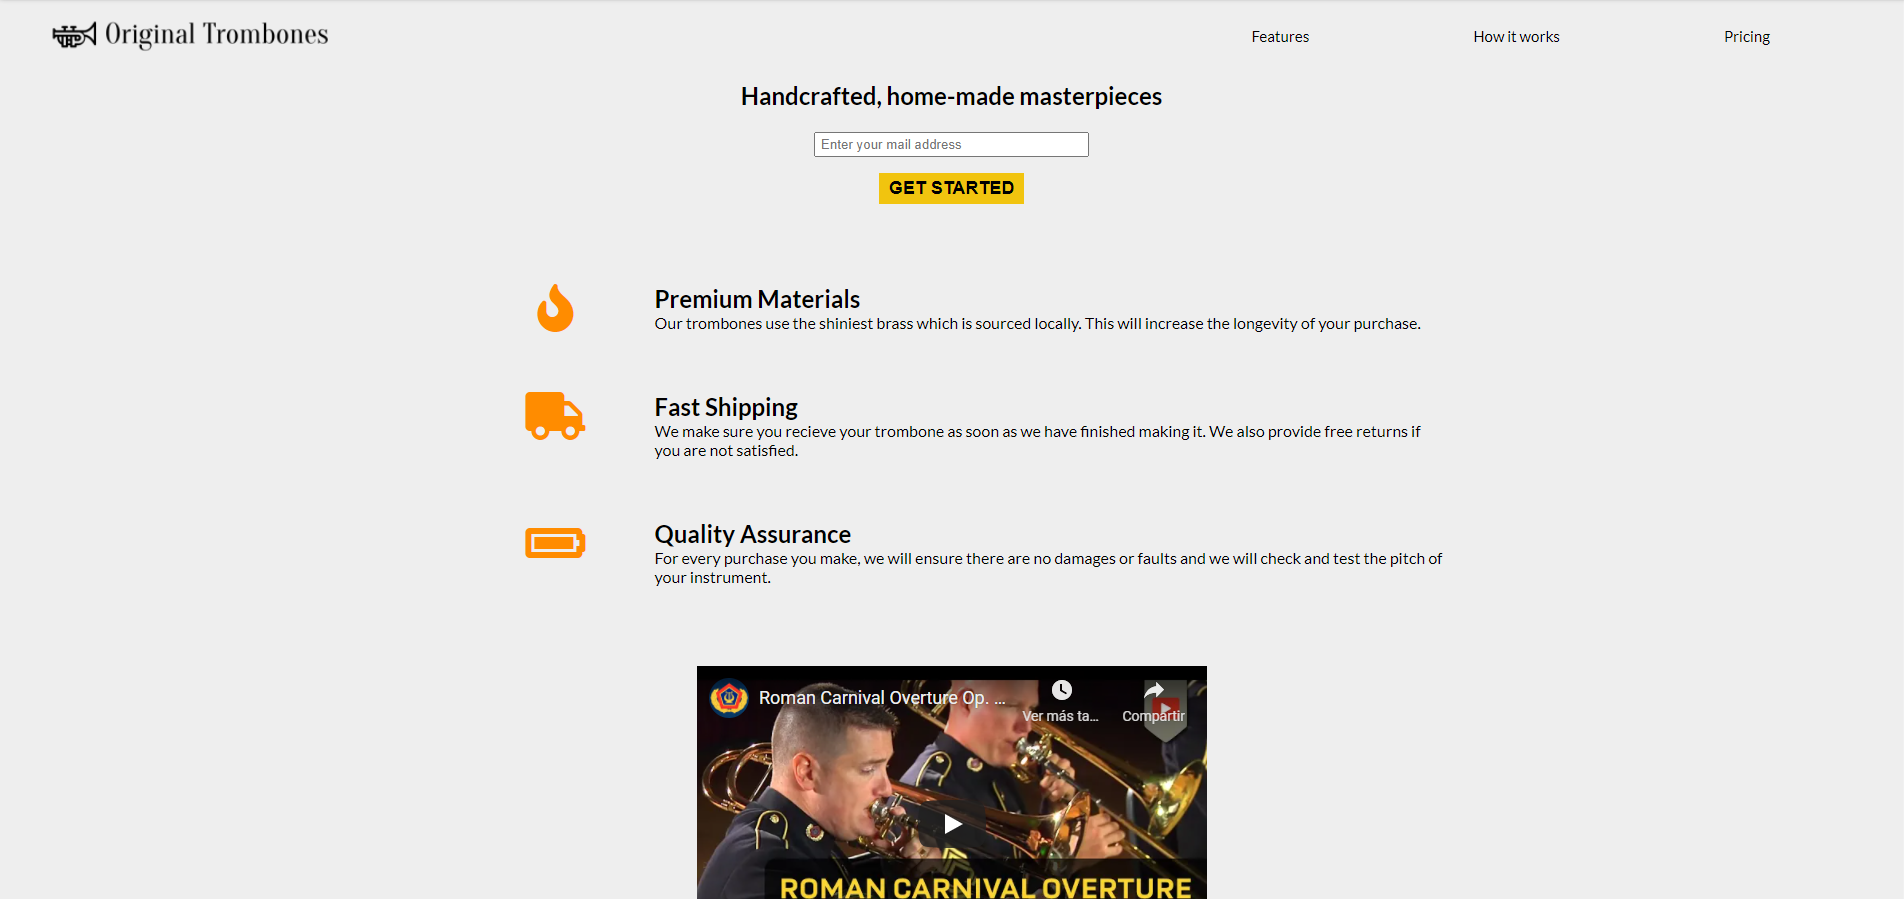 Original Trombones
Features
How it works
Pricing
Handcrafted, home-made masterpieces
Enter your mail address
GET STARTED
Premium Materials
Our trombones use the shiniest brass which is sourced locally. This will increase the longevity of your purchase.
Fast Shipping
We make sure you recieve your trombone as soon as we have finished making it. We also provide free returns if
you are not satisfied.
Quality Assurance
For every purchase you make, we will ensure there are no damages or faults and we will check and test the pitch of
your instrument.
Roman Carnival Overture Op. ...
Ver más ta...
Compartir
ROMAN CARNIVAL OVERTURE